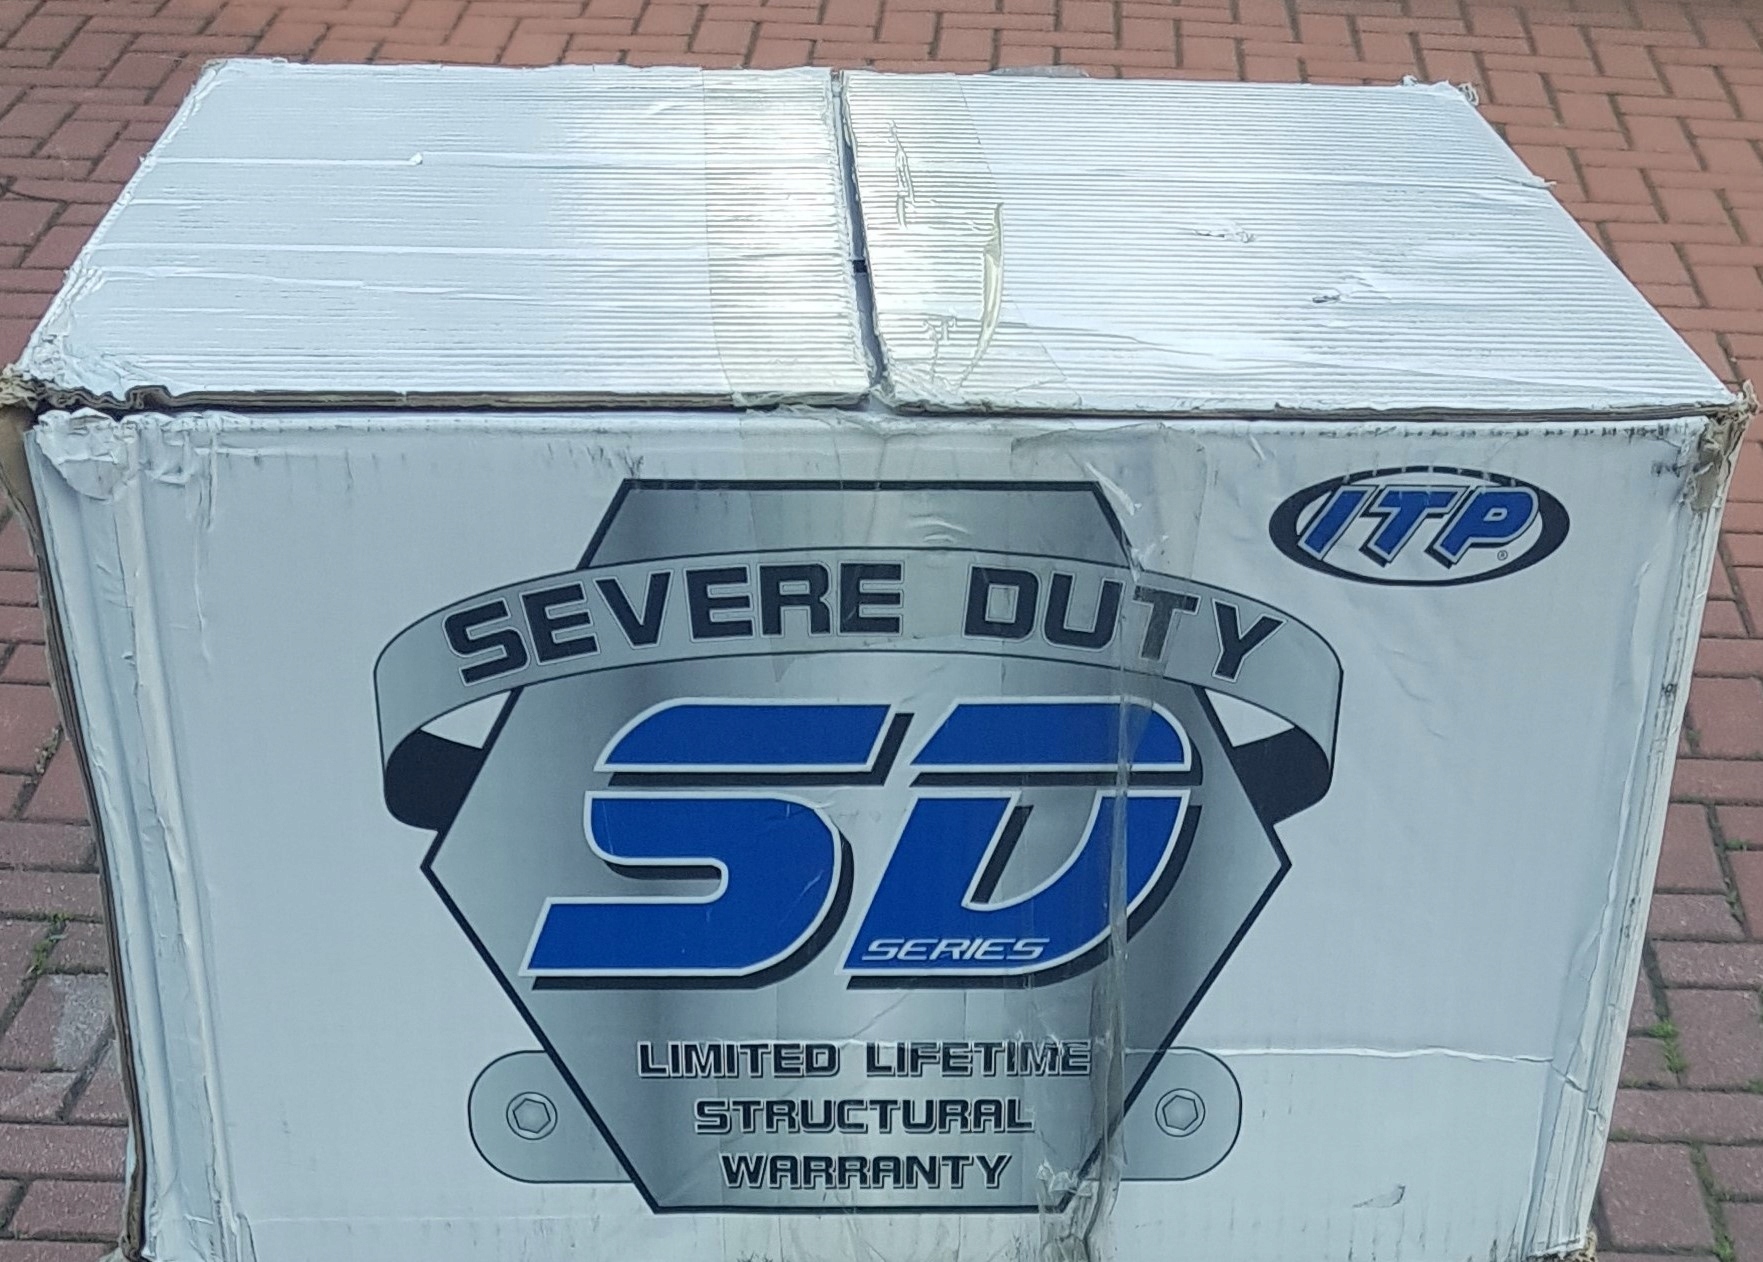 ITP®
SEVERE DUTY
SD
SERIES
LIMITED LIFETIME
STRUCTURAL
WARRANTY